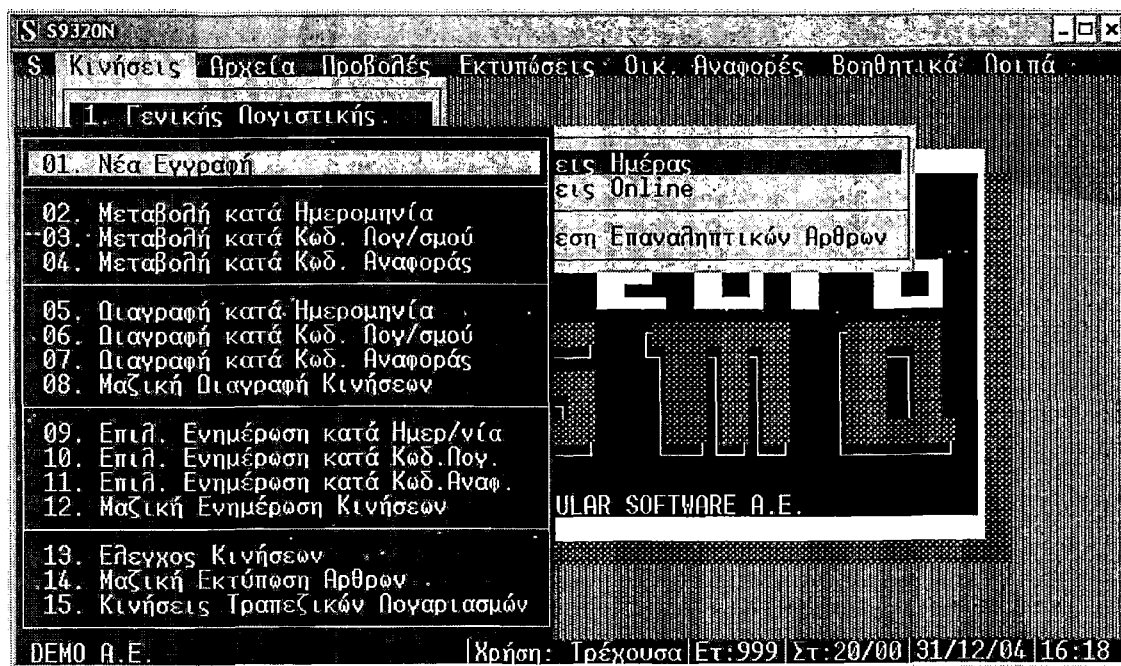 S S9320N
S Κινήσεις Αρχεία Προβολές Εκτυπώσεις Οικ. Αναφορές Βοηθητικά Λοιπά
1. Γενικής Λογιστικής
01. Νέα Εγγραφή
02. Μεταβολή κατά Ημερομηνία
03. Μεταβολή κατά Κωδ. Λογ/σμού
04. Μεταβολή κατά Κωδ. Αναφοράς
05. Διαγραφή κατά Ημερομηνία
06. Διαγραφή κατά Κωδ. Λογ/σμού
07. Διαγραφή κατά Κωδ. Αναφοράς
08. Μαζική Διαγραφή Κινήσεων
09. Επιλ. Ενημέρωση κατά Ημερ/νία
10. Επιλ. Ενημέρωση κατά Κωδ.Λογ.
11. Επιλ. Ενημέρωση κατά Κωδ.Αναφ.
12. Μαζική Ενημέρωση Κινήσεων
13. Ελεγχος Κινήσεων
14. Μαζική Εκτύπωση Αρθρων
15. Κινήσεις Τραπεζικών Λογαριασμών
εις Ημέρας
εις Online
εση Επαναληπτικών Αρθρων
ULAR SOFTWARE Α.Ε.
DEMO Α.Ε. Χρήση: Τρέχουσα Ετ:999 Στ:20/00 31/12/04 16:18